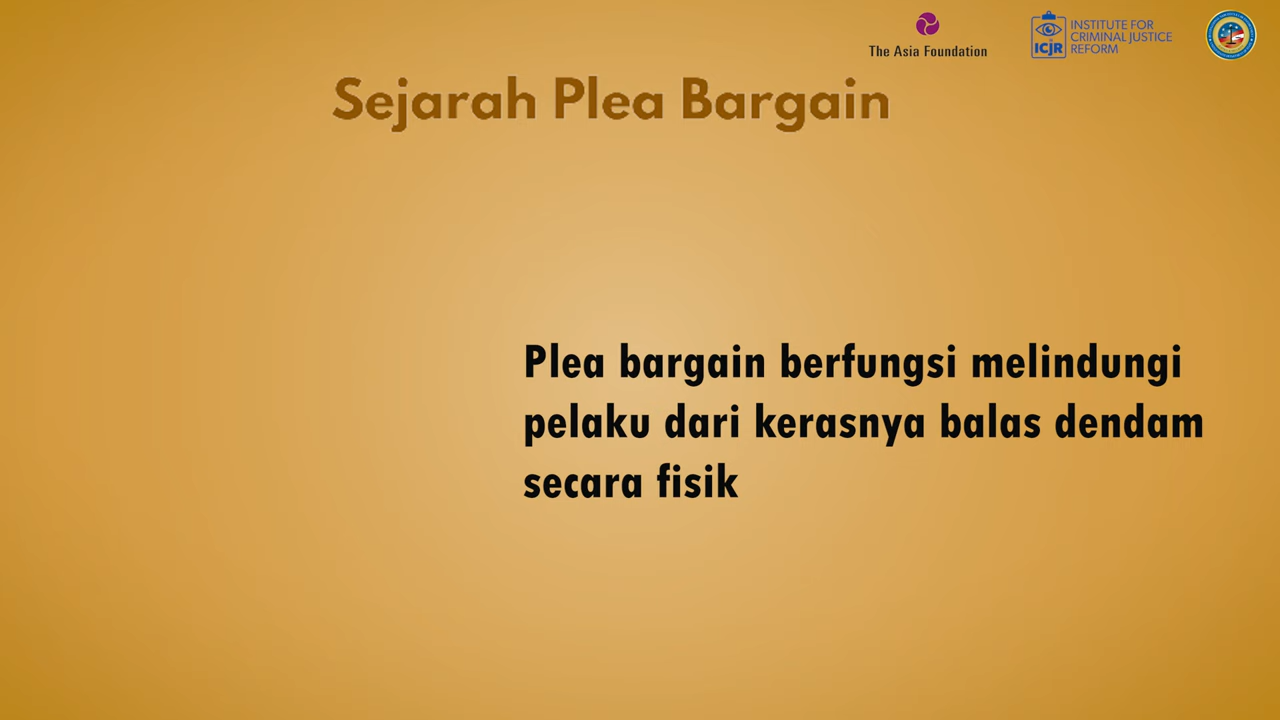 The Asia Foundation
ICJR
INSTITUTE FOR
CRIMINAL JUSTICE
REFORM
Sejarah Plea Bargain
Plea bargain berfungsi melindungi
pelaku dari kerasnya balas dendam
secara fisik